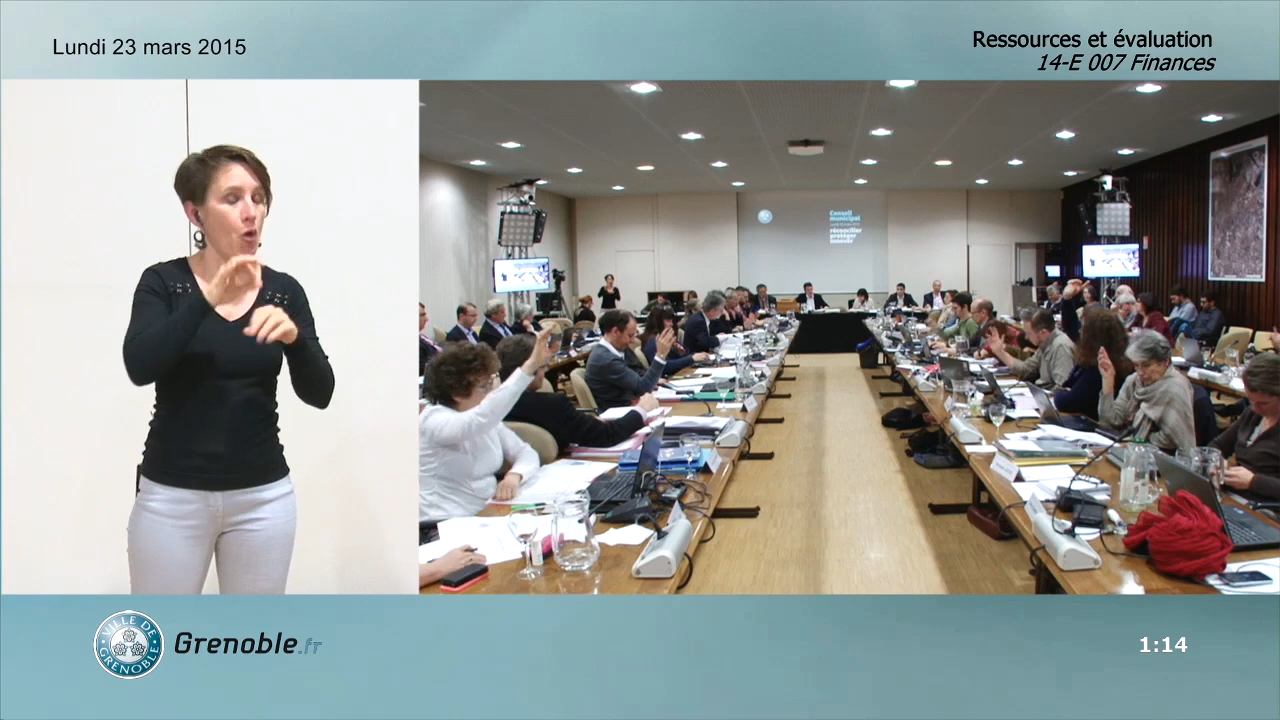 Lundi 23 mars 2015
Ressources et évaluation
14-E 007 Finances
Conseil
municipal
réconcilier
protéger
VILLE DE
GRENOBLE
Grenoble.fr
1:14